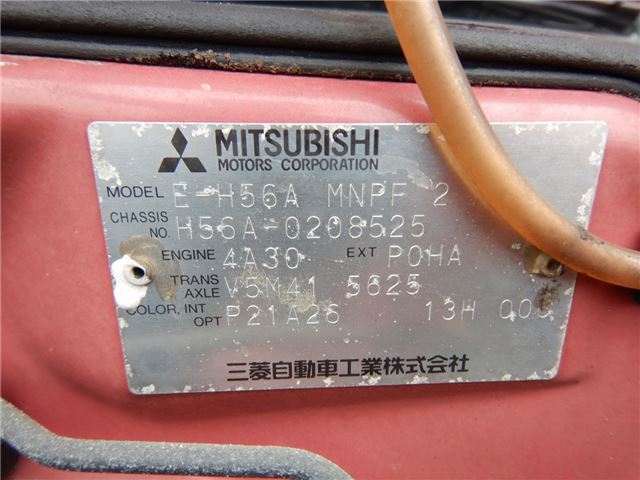 MITSUBISHI
MOTORS CORPORATION
MODEL E-H56A MNPF 2
CHASSIS NO. H56A-0208525
ENGINE 4A30 EXT P0HA
TRANS AXLE V5M41 5625
COLOR, INT OPT P21A26 13H
三菱自動車工業株式会社